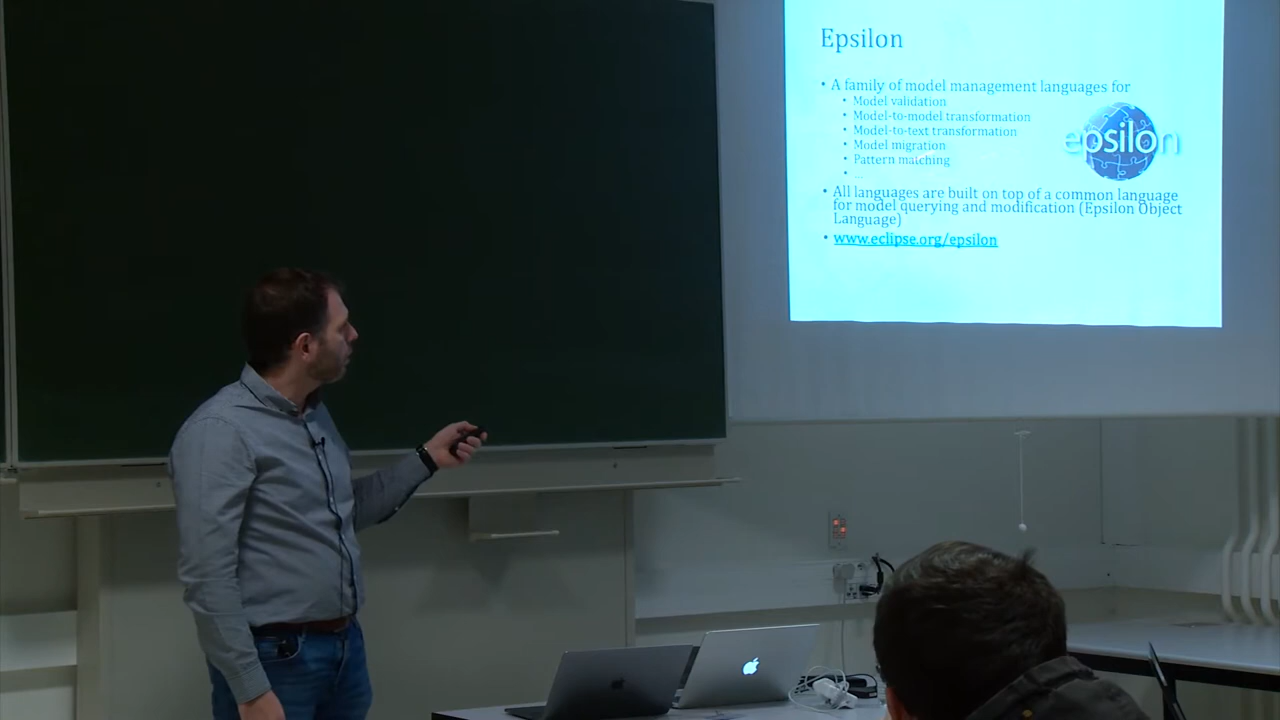 Epsilon
• A family of model management languages for
• Model validation
• Model-to-model transformation
• Model-to-text transformation
• Model migration
• Pattern matching
• ...
epsilon
• All languages are built on top of a common language
for model querying and modification (Epsilon Object
Language)
• www.eclipse.org/epsilon